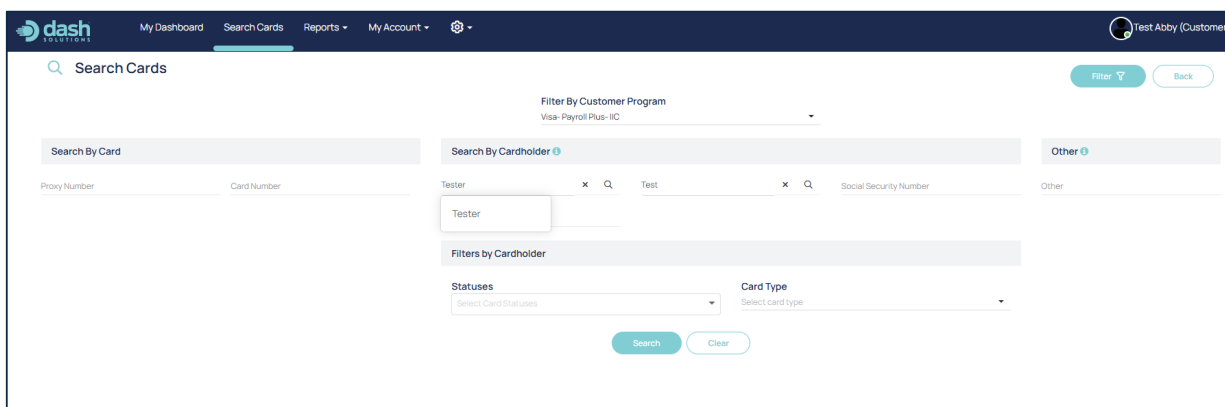 dash
SOLUTIONS
My Dashboard Search Cards Reports My Account
Test Abby (Customer
Search Cards
Filter Back
Filter By Customer Program
Visa- Payroll Plus- IIC
Search By Card Search By Cardholder Other
Proxy Number Card Number Tester × Test × Social Security Number Other
Tester
Filters by Cardholder
Statuses Card Type
Select Card Statuses Select card type
Search Clear